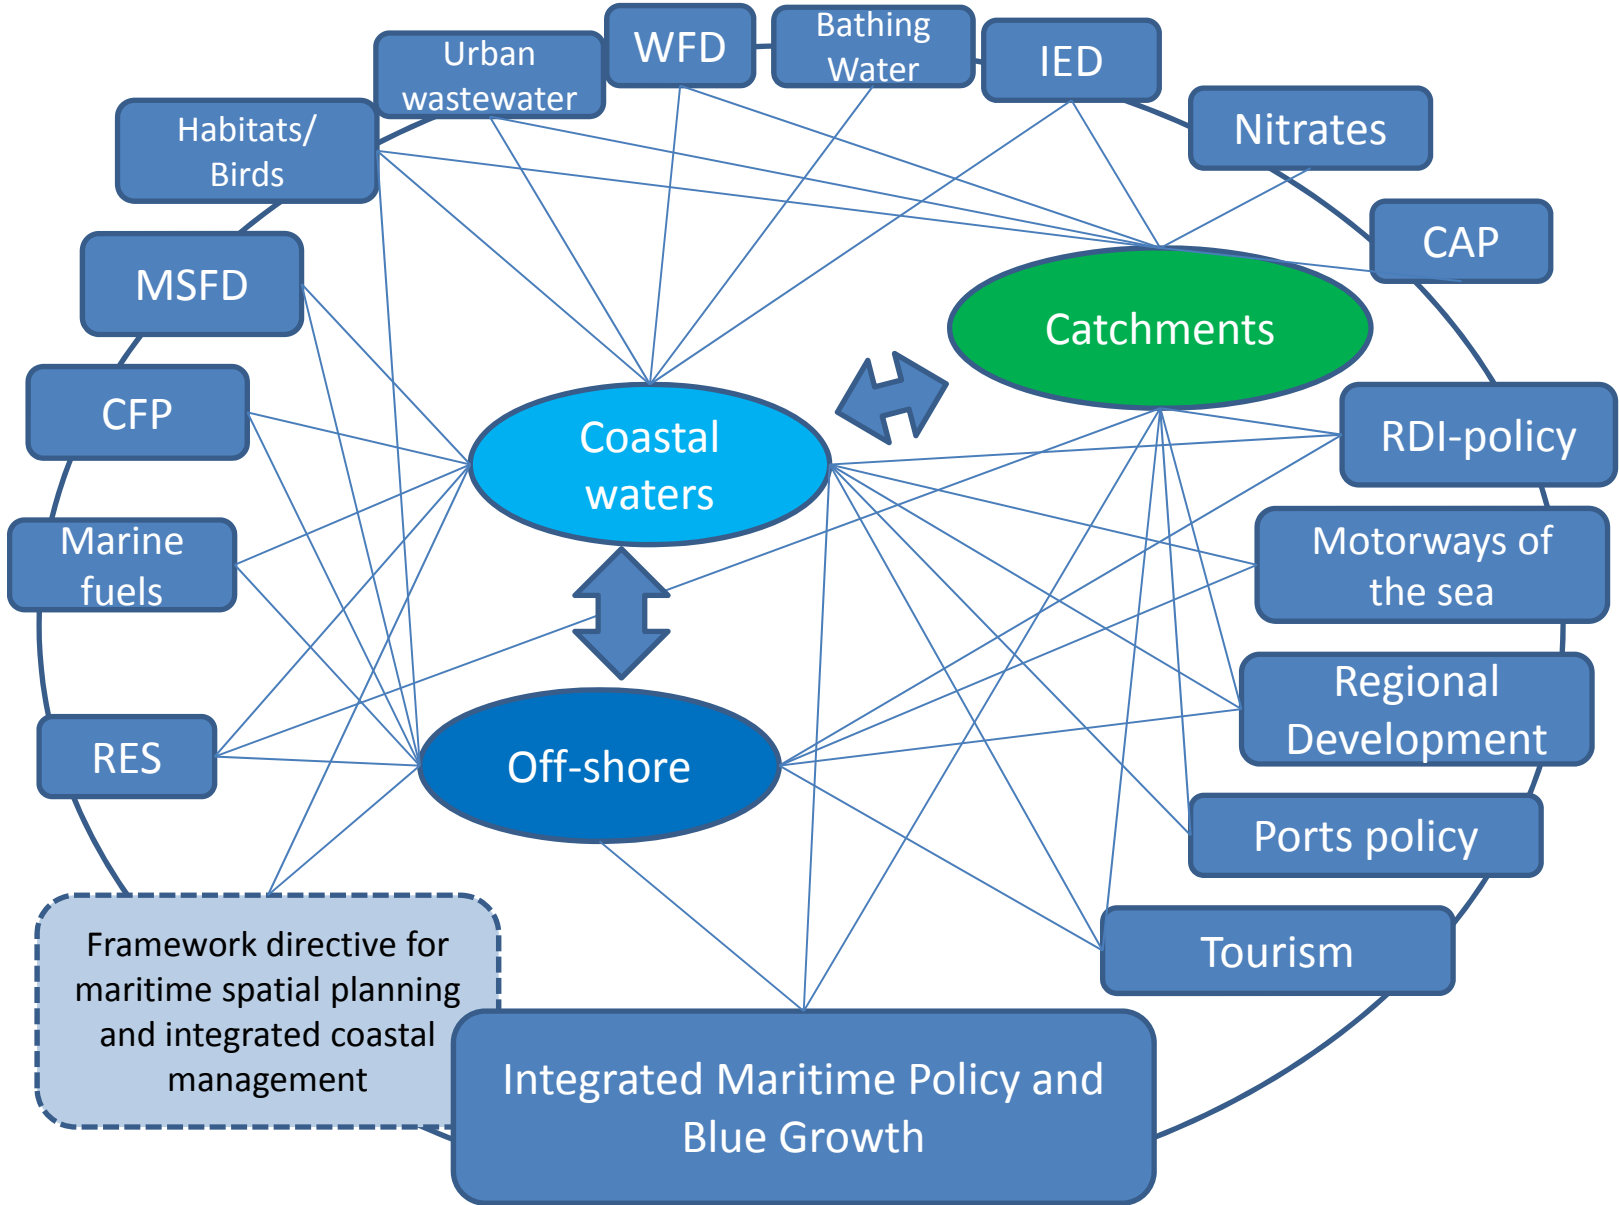 WFD
Bathing
Water
IED
Urban
wastewater
Habitats/
Birds
Nitrates
CAP
MSFD
Catchments
CFP
Coastal
waters
RDI-policy
Marine
fuels
Motorways of
the sea
Regional
Development
RES
Off-shore
Ports policy
Tourism
Framework directive for
maritime spatial planning
and integrated coastal
management
Integrated Maritime Policy and
Blue Growth